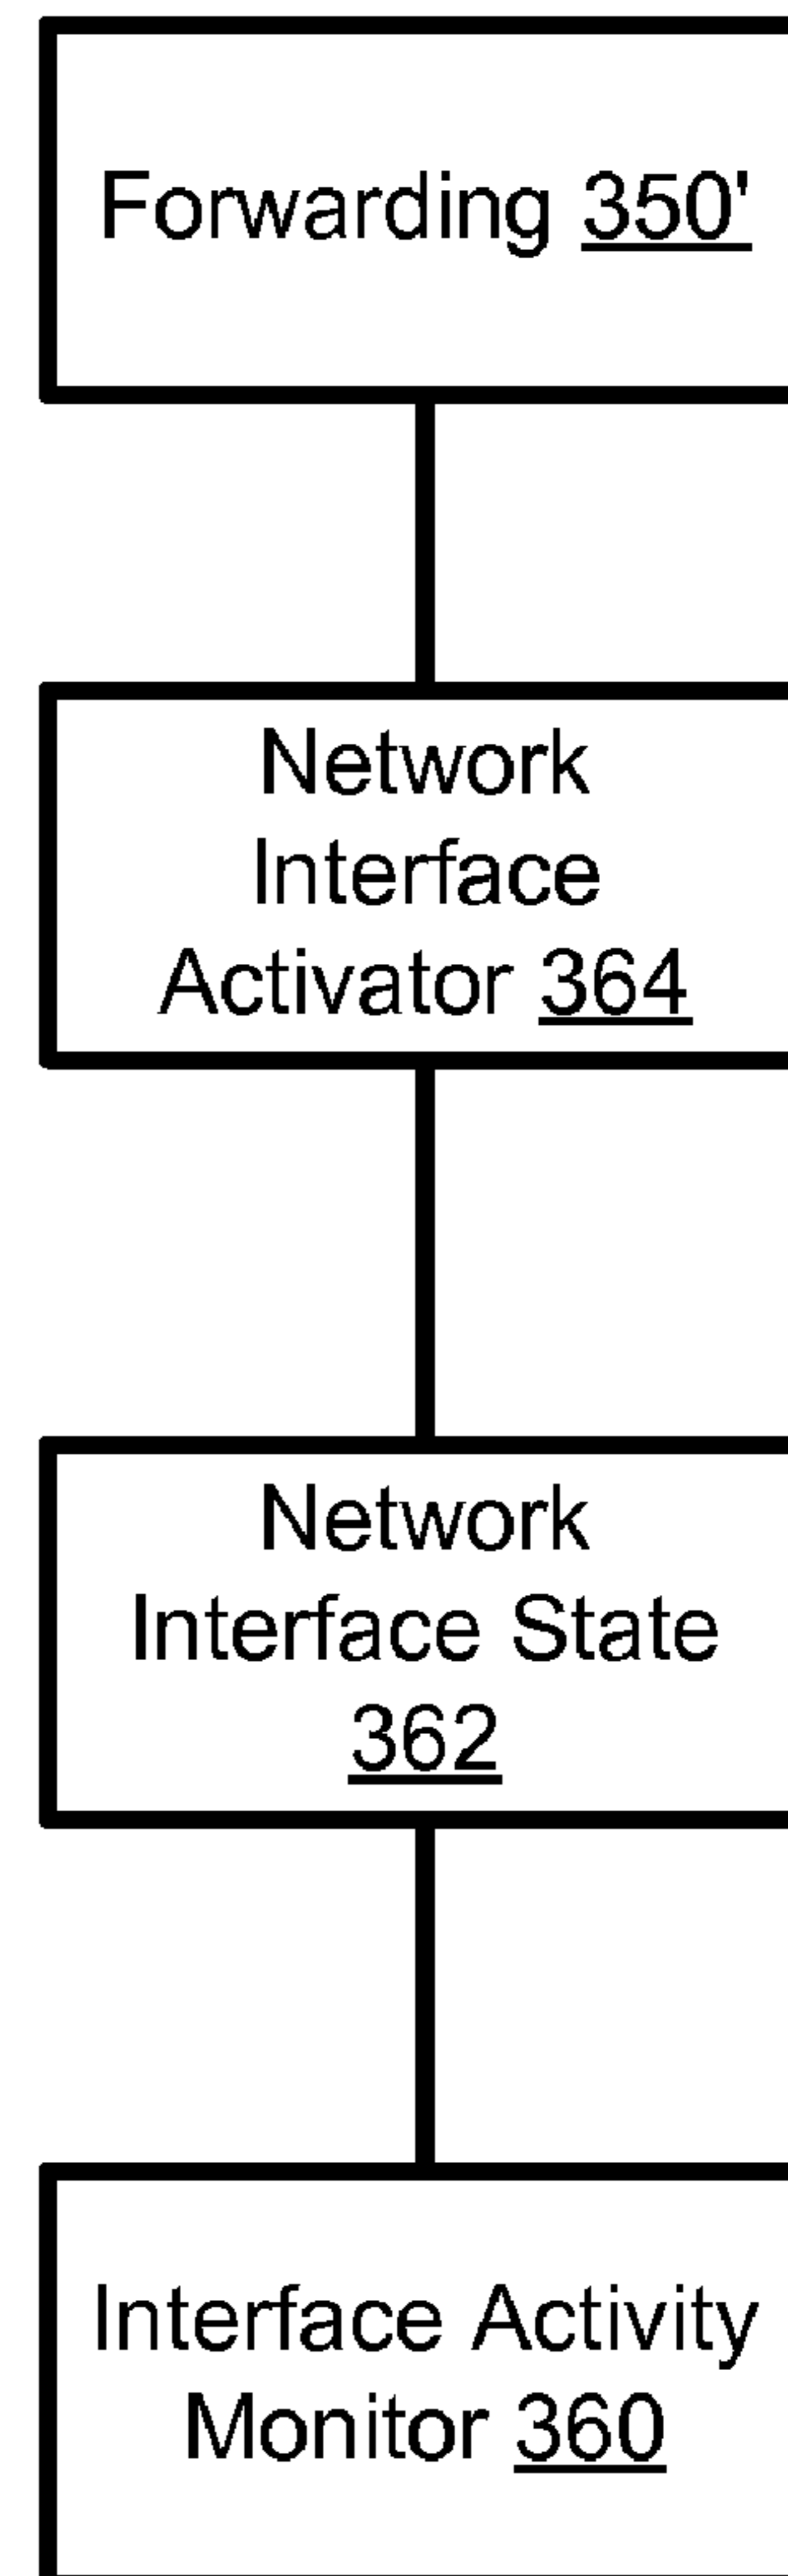 Forwarding 350'
Network
Interface
Activator 364
Network
Interface State
362
Interface Activity
Monitor 360